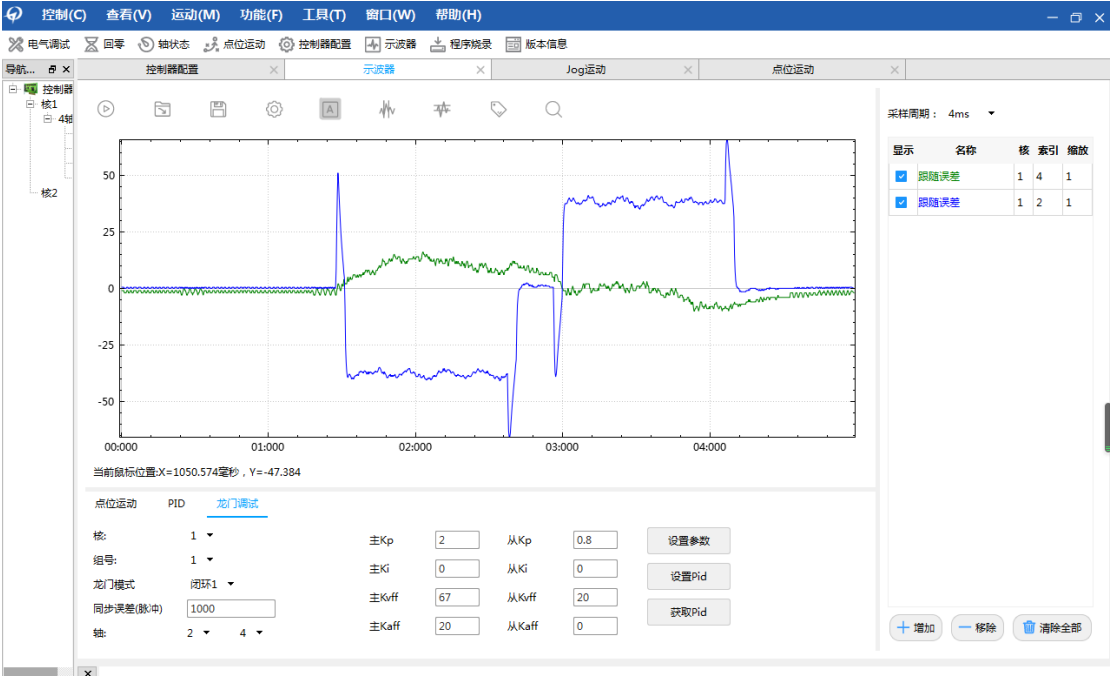 控制(C) 查看(V) 运动(M) 功能(F) 工具(T) 窗口(W) 帮助(H)
电气调试 回零 轴状态 点位运动 控制器配置 示波器 程序烧录 版本信息
导航... 控制器配置 示波器 Jog运动 点位运动
控制器
核1
4轴
核2
A
采样周期： 4ms
显示 名称 核 索引 缩放
跟随误差 1 4 1
跟随误差 1 2 1
50
25
0
-25
-50
00:000 01:000 02:000 03:000 04:000
当前鼠标位置:X=1050.574毫秒，Y=-47.384
点位运动 PID 龙门调试
核: 1
组号: 1
龙门模式 闭环1
同步误差(脉冲) 1000
轴: 2 4
主Kp 2 从Kp 0.8 设置参数
主Ki 0 从Ki 0 设置Pid
主Kvff 67 从Kvff 20 获取Pid
主Kaff 20 从Kaff 0
增加 移除 清除全部